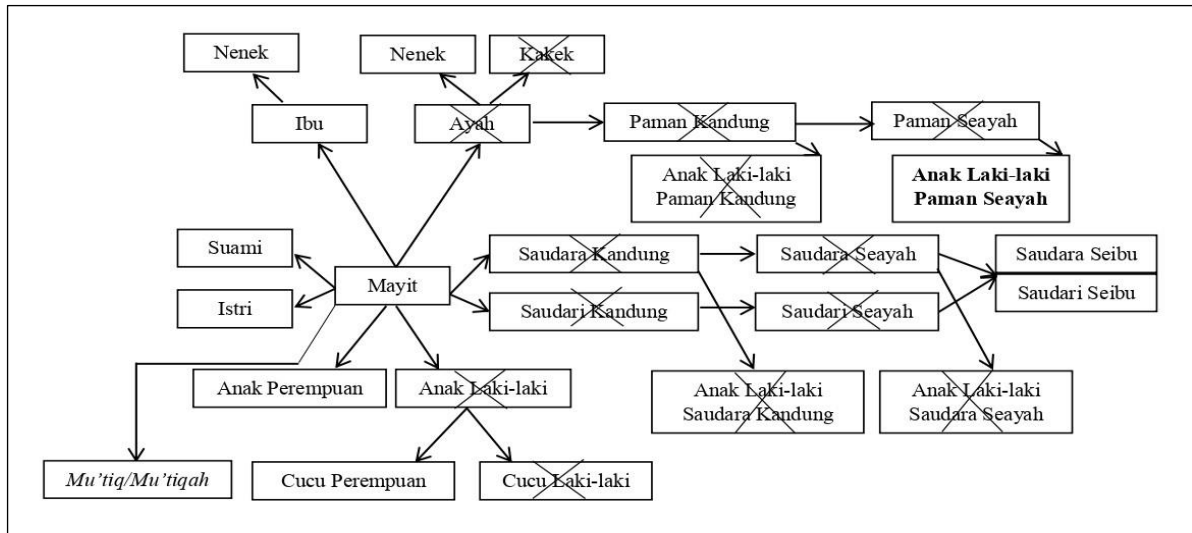 Nenek
Nenek
Kakek
Ibu
Ayah
Paman Kandung
Paman Seayah
Anak Laki-laki
Paman Kandung
Anak Laki-laki
Paman Seayah
Suami
Istri
Mayit
Saudara Kandung
Saudara Seayah
Saudara Seibu
Saudari Kandung
Saudari Seayah
Saudari Seibu
Anak Perempuan
Anak Laki-laki
Anak Laki-laki
Saudara Kandung
Anak Laki-laki
Saudara Seayah
Mu’tiq/Mu’tiqah
Cucu Perempuan
Cucu Laki-laki